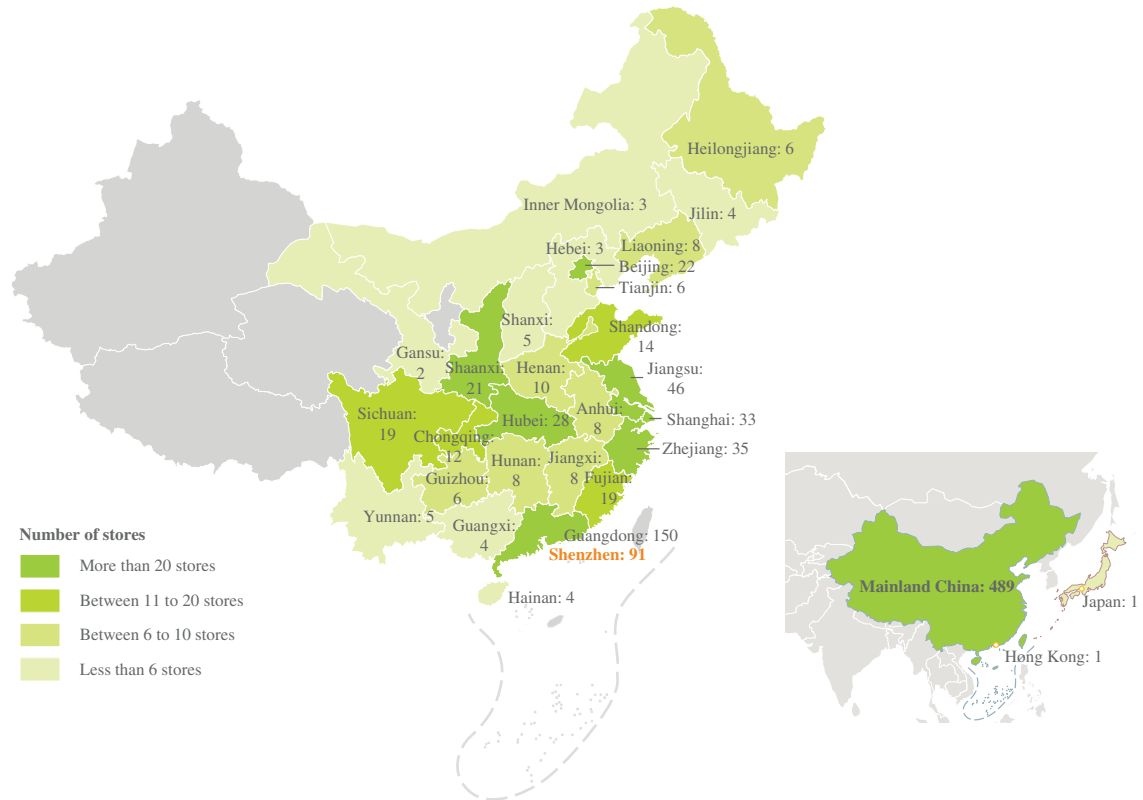 Heilongjiang: 6
Inner Mongolia: 3
Jilin: 4
Hebei: 3
Liaoning: 8
Beijing: 22
Tianjin: 6
Shanxi:
5
Shandong:
14
Gansu:
2
Shaanxi:
21
Henan:
10
Jiangsu:
46
Sichuan:
19
Hubei: 28
Anhui:
8
Shanghai: 33
Chongqing:
12
Zhejiang: 35
Hunan:
8
Jiangxi:
8
Guizhou:
6
Fujian:
19
Yunnan: 5
Guangxi:
4
Guangdong: 150
Shenzhen: 91
Hainan: 4
Number of stores
More than 20 stores
Between 11 to 20 stores
Between 6 to 10 stores
Less than 6 stores
Mainland China: 489
Japan: 1
Hong Kong: 1